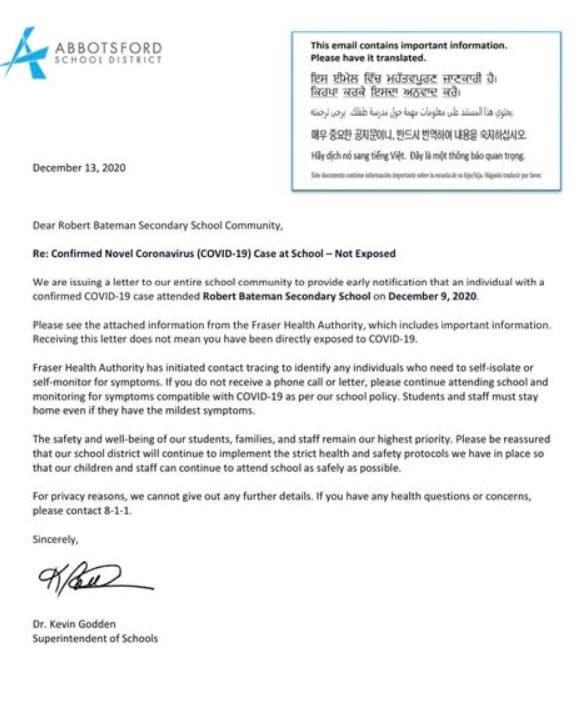 ABBOTSFORD
SCHOOL DISTRICT
This email contains important information.
Please have it translated.
ਇਸ ਈਮੇਲ ਵਿੱਚ ਮਹੱਤਵਪੂਰਣ ਜਾਣਕਾਰੀ ਹੈ।
ਕਿਰਪਾ ਕਰਕੇ ਇਸਦਾ ਅਨੁਵਾਦ ਕਰੋ।
يحتوي هذا المستند على معلومات مهمة حول مدرسة طفلك. يرجى ترجمته
매우 중요한 공지문이니, 반드시 번역하여 내용을 숙지하십시오.
Hãy dịch nó sang tiếng Việt. Đây là một thông báo quan trọng.
Este documento contiene información importante sobre la escuela de su hijo/hija. Hágalo traducir por favor.
December 13, 2020
Dear Robert Bateman Secondary School Community,
Re: Confirmed Novel Coronavirus (COVID-19) Case at School – Not Exposed
We are issuing a letter to our entire school community to provide early notification that an individual with a
confirmed COVID-19 case attended Robert Bateman Secondary School on December 9, 2020.
Please see the attached information from the Fraser Health Authority, which includes important information.
Receiving this letter does not mean you have been directly exposed to COVID-19.
Fraser Health Authority has initiated contact tracing to identify any individuals who need to self-isolate or
self-monitor for symptoms. If you do not receive a phone call or letter, please continue attending school and
monitoring for symptoms compatible with COVID-19 as per our school policy. Students and staff must stay
home even if they have the mildest symptoms.
The safety and well-being of our students, families, and staff remain our highest priority. Please be reassured
that our school district will continue to implement the strict health and safety protocols we have in place so
that our children and staff can continue to attend school as safely as possible.
For privacy reasons, we cannot give out any further details. If you have any health questions or concerns,
please contact 8-1-1.
Sincerely,
Dr. Kevin Godden
Superintendent of Schools